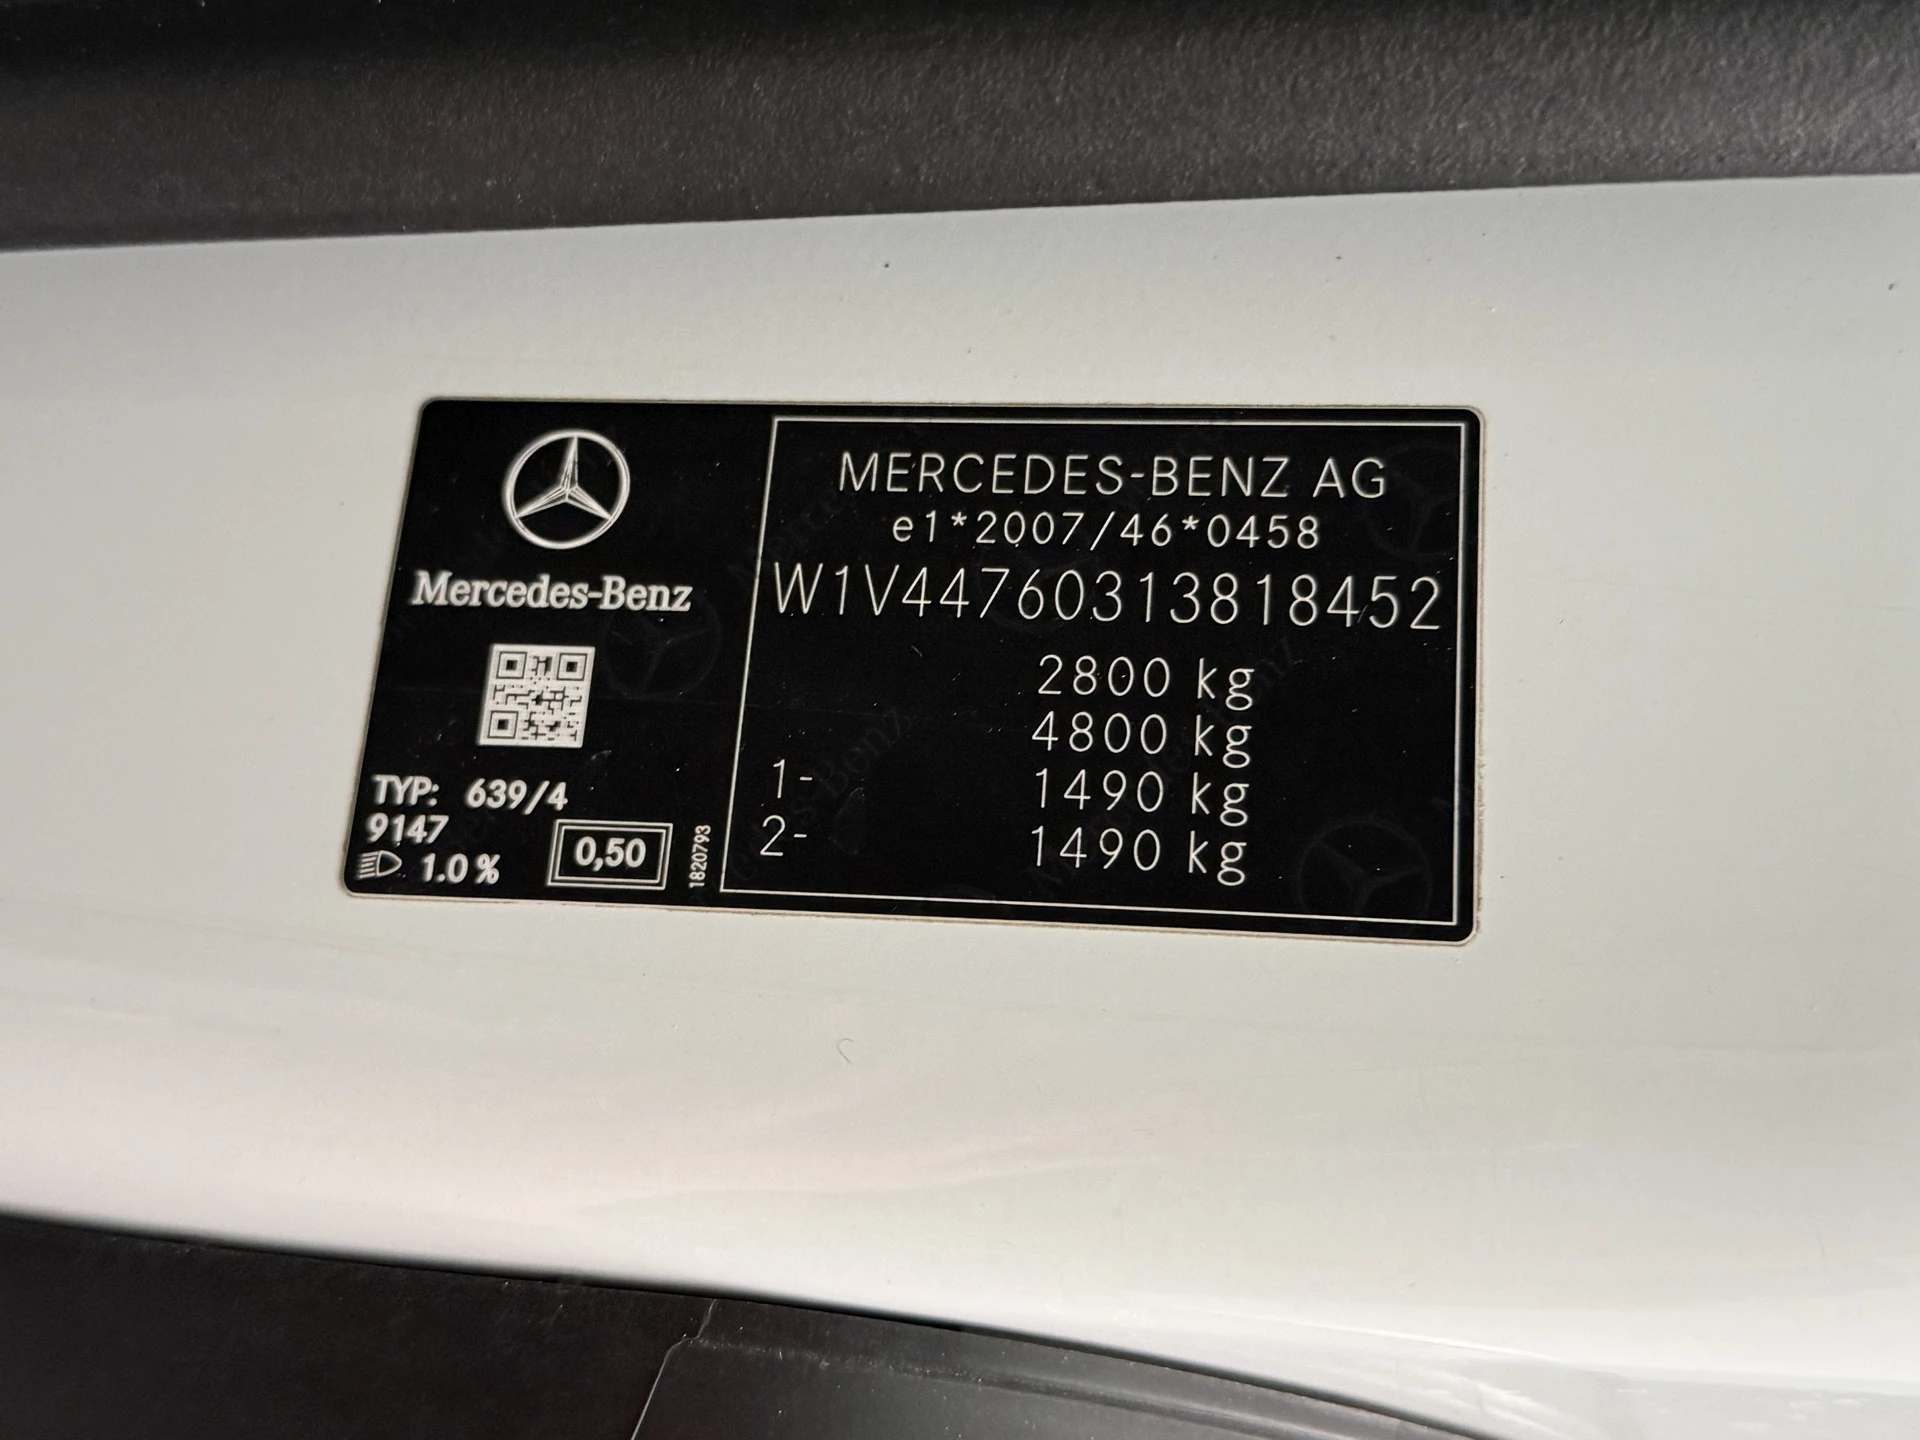 Mercedes-Benz
TYP: 639/4
9147
1.0 %
0,50
1820793
MERCEDES-BENZ AG
e1*2007/46*0458
W1V44760313818452
2800 kg
4800 kg
1- 1490 kg
2- 1490 kg